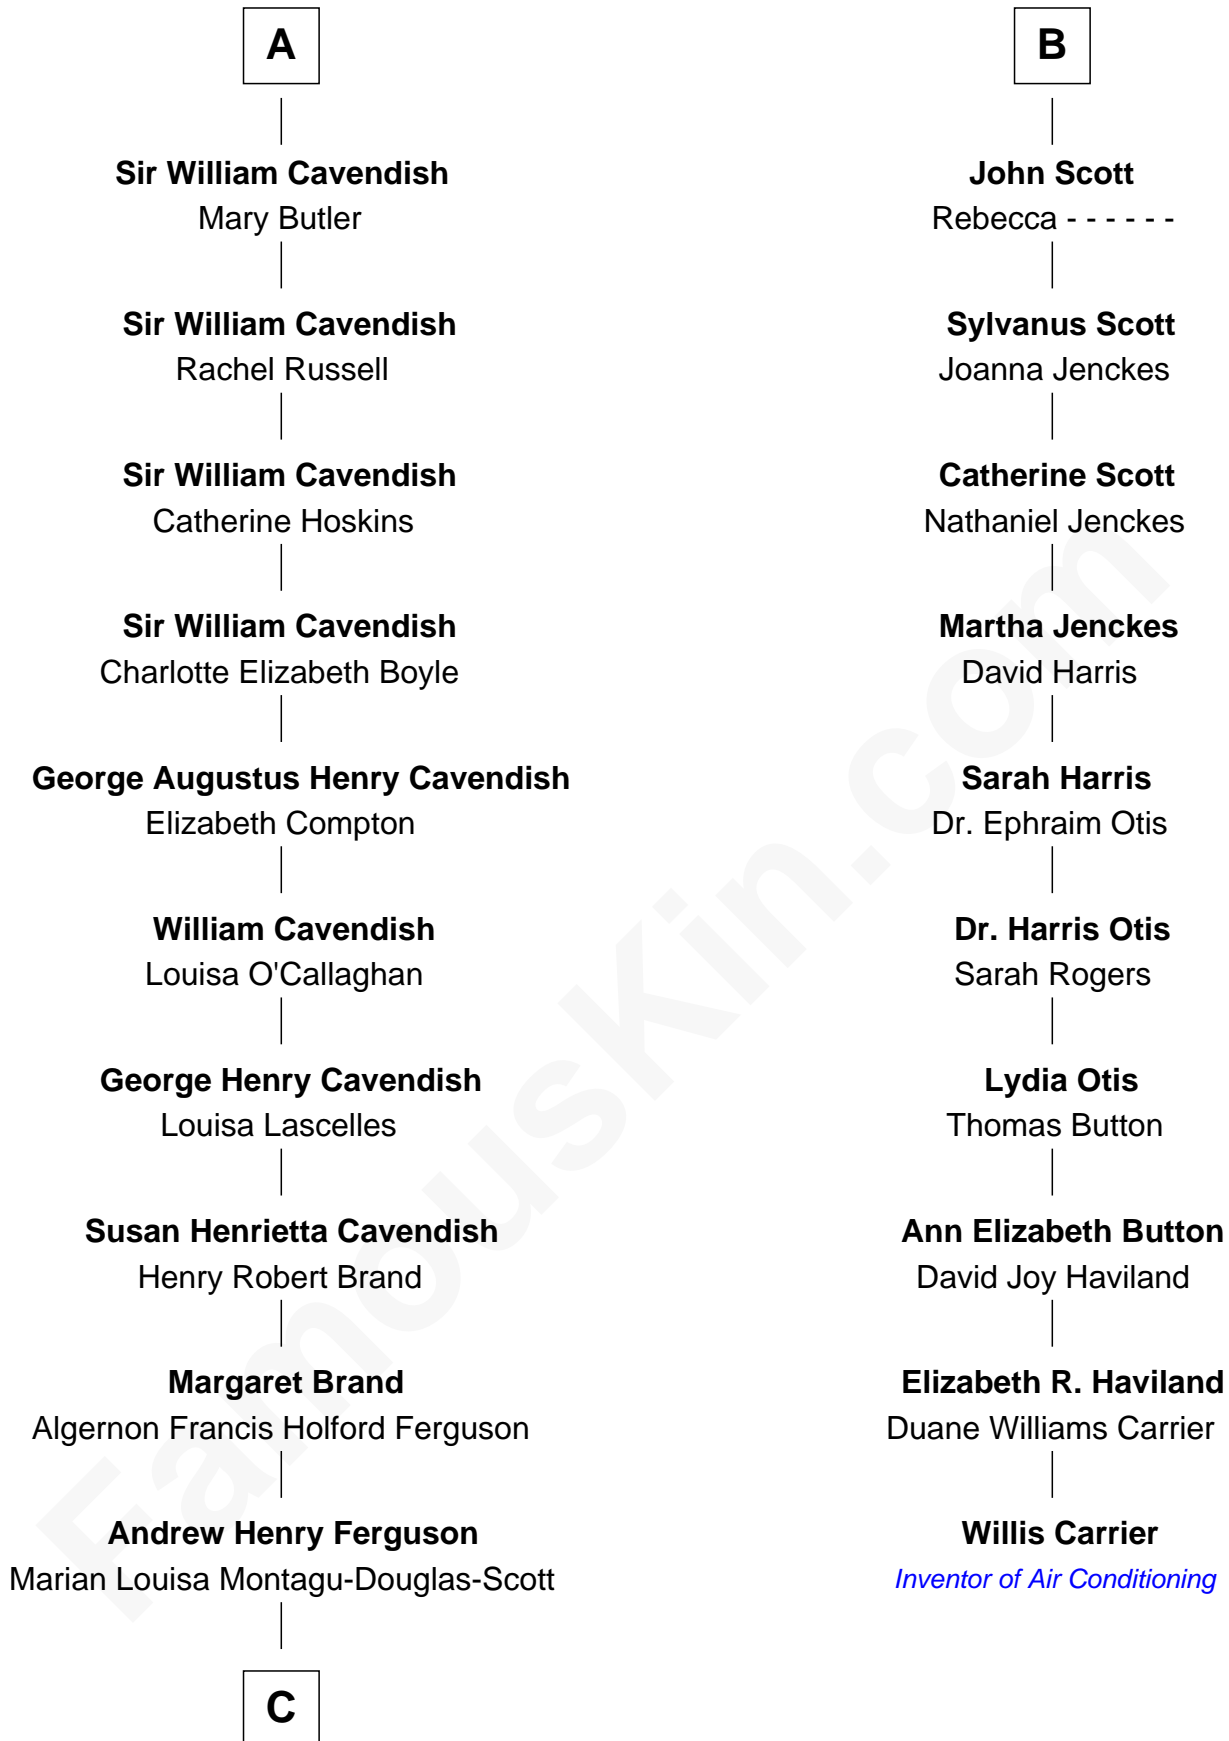 A
Sir William Cavendish
Mary Butler
Sir William Cavendish
Rachel Russell
Sir William Cavendish
Catherine Hoskins
Sir William Cavendish
Charlotte Elizabeth Boyle
George Augustus Henry Cavendish
Elizabeth Compton
William Cavendish
Louisa O'Callaghan
George Henry Cavendish
Louisa Lascelles
Susan Henrietta Cavendish
Henry Robert Brand
Margaret Brand
Algernon Francis Holford Ferguson
Andrew Henry Ferguson
Marian Louisa Montagu-Douglas-Scott
C
B
John Scott
Rebecca - - - - - -
Sylvanus Scott
Joanna Jenckes
Catherine Scott
Nathaniel Jenckes
Martha Jenckes
David Harris
Sarah Harris
Dr. Ephraim Otis
Dr. Harris Otis
Sarah Rogers
Lydia Otis
Thomas Button
Ann Elizabeth Button
David Joy Haviland
Elizabeth R. Haviland
Duane Williams Carrier
Willis Carrier
Inventor of Air Conditioning
FamousKin.com